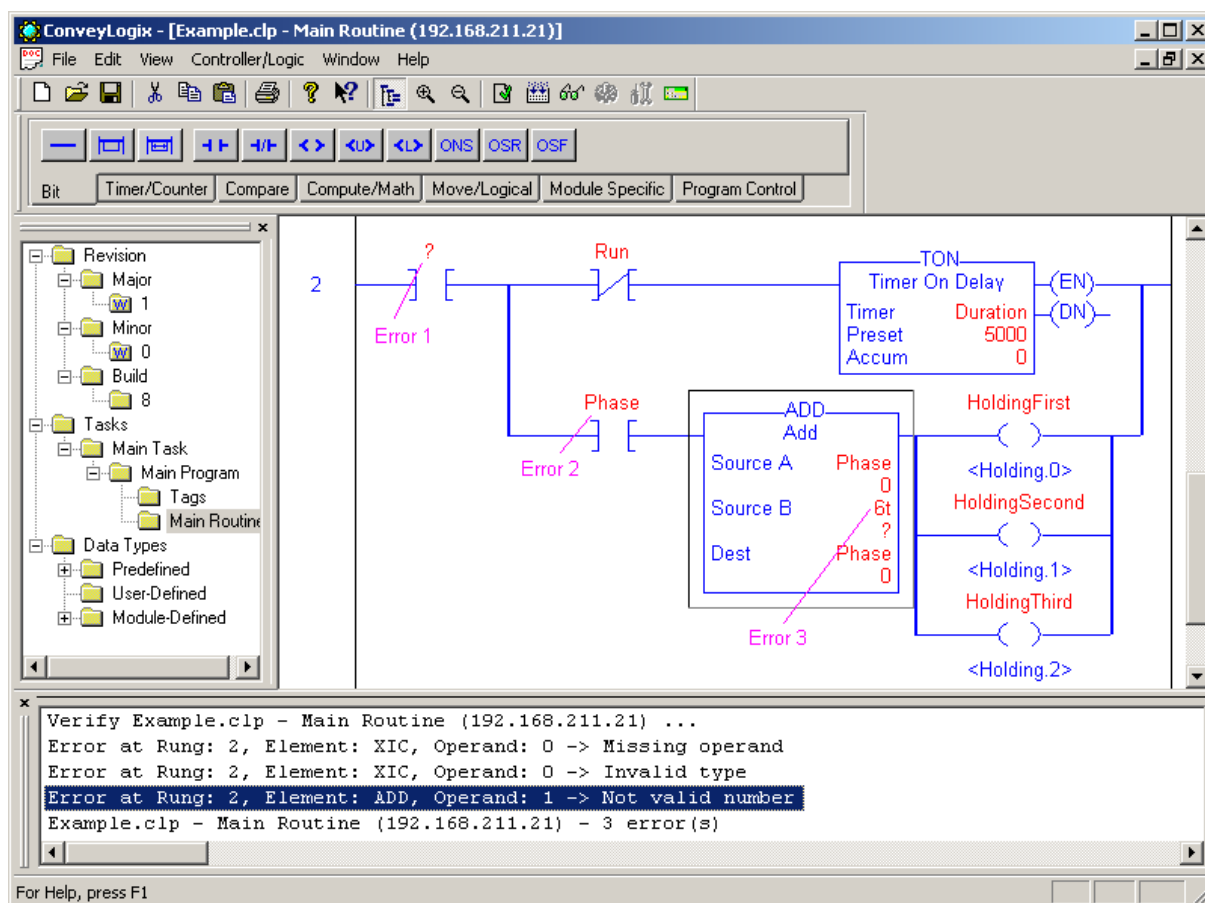 ConveyLogix - [Example.clp - Main Routine (192.168.211.21)]
DOC
File Edit View Controller/Logic Window Help
<U> <L> ONS OSR OSF
Bit Timer/Counter Compare Compute/Math Move/Logical Module Specific Program Control
Revision
Major
W 1
Minor
W 0
Build
8
Tasks
Main Task
Main Program
Tags
Main Routine
Data Types
Predefined
User-Defined
Module-Defined
2
?
Error 1
Run
TON
Timer On Delay
Timer Duration
Preset 5000
Accum 0
(EN)
(DN)
Phase
Error 2
ADD
Add
Source A Phase
0
Source B 6t
?
Dest Phase
0
Error 3
HoldingFirst
<Holding.0>
HoldingSecond
<Holding.1>
HoldingThird
<Holding.2>
Verify Example.clp - Main Routine (192.168.211.21) ...
Error at Rung: 2, Element: XIC, Operand: 0 -> Missing operand
Error at Rung: 2, Element: XIC, Operand: 0 -> Invalid type
Error at Rung: 2, Element: ADD, Operand: 1 -> Not valid number
Example.clp - Main Routine (192.168.211.21) - 3 error(s)
For Help, press F1